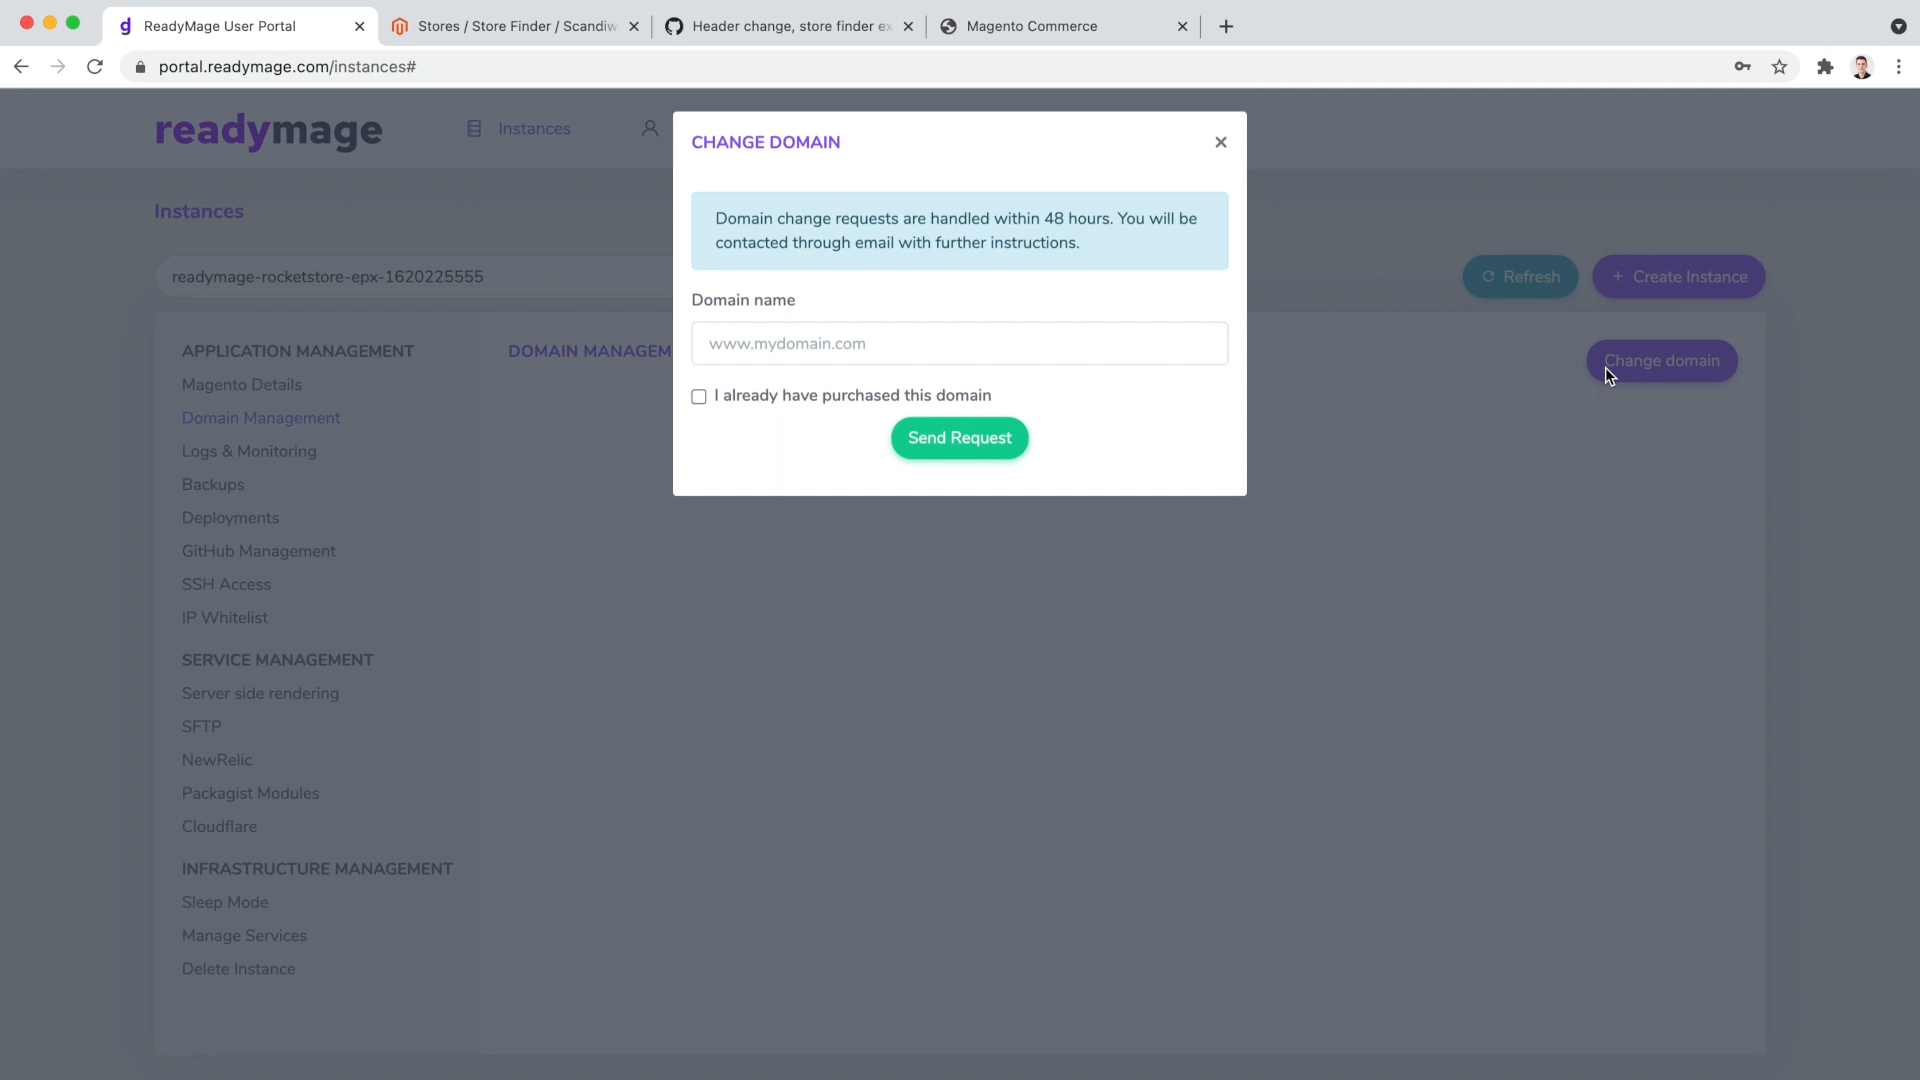 ReadyMage User Portal
Stores / Store Finder / Scandiw
Header change, store finder ex
Magento Commerce
portal.readymage.com/instances#
readymage
Instances
CHANGE DOMAIN
Domain change requests are handled within 48 hours. You will be
contacted through email with further instructions.
Domain name
www.mydomain.com
I already have purchased this domain
Send Request
Instances
readymage-rocketstore-epx-1620225555
Refresh
+ Create Instance
APPLICATION MANAGEMENT
Magento Details
Domain Management
Logs & Monitoring
Backups
Deployments
GitHub Management
SSH Access
IP Whitelist
SERVICE MANAGEMENT
Server side rendering
SFTP
NewRelic
Packagist Modules
Cloudflare
INFRASTRUCTURE MANAGEMENT
Sleep Mode
Manage Services
Delete Instance
DOMAIN MANAGEM
Change domain